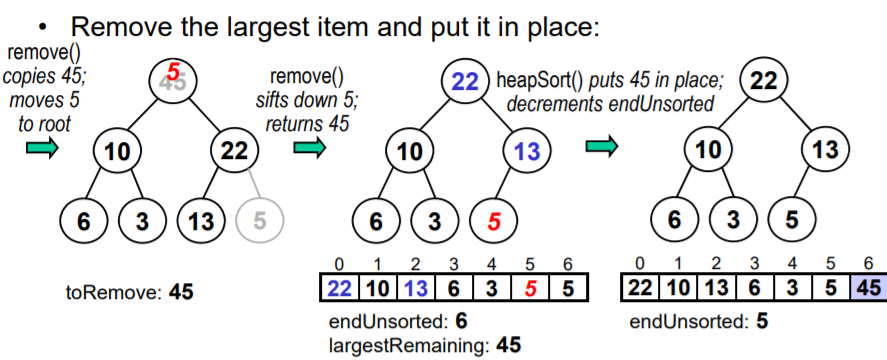 • Remove the largest item and put it in place:
remove()
copies 45;
moves 5
to root
45
5
10
22
6
3
13
5
toRemove: 45
remove()
sifts down 5;
returns 45
22
10
13
6
3
5
0 1 2 3 4 5 6
22 10 13 6 3 5 5
endUnsorted: 6
largestRemaining: 45
heapSort() puts 45 in place;
decrements endUnsorted
22
10
13
6
3
5
0 1 2 3 4 5 6
22 10 13 6 3 5 45
endUnsorted: 5